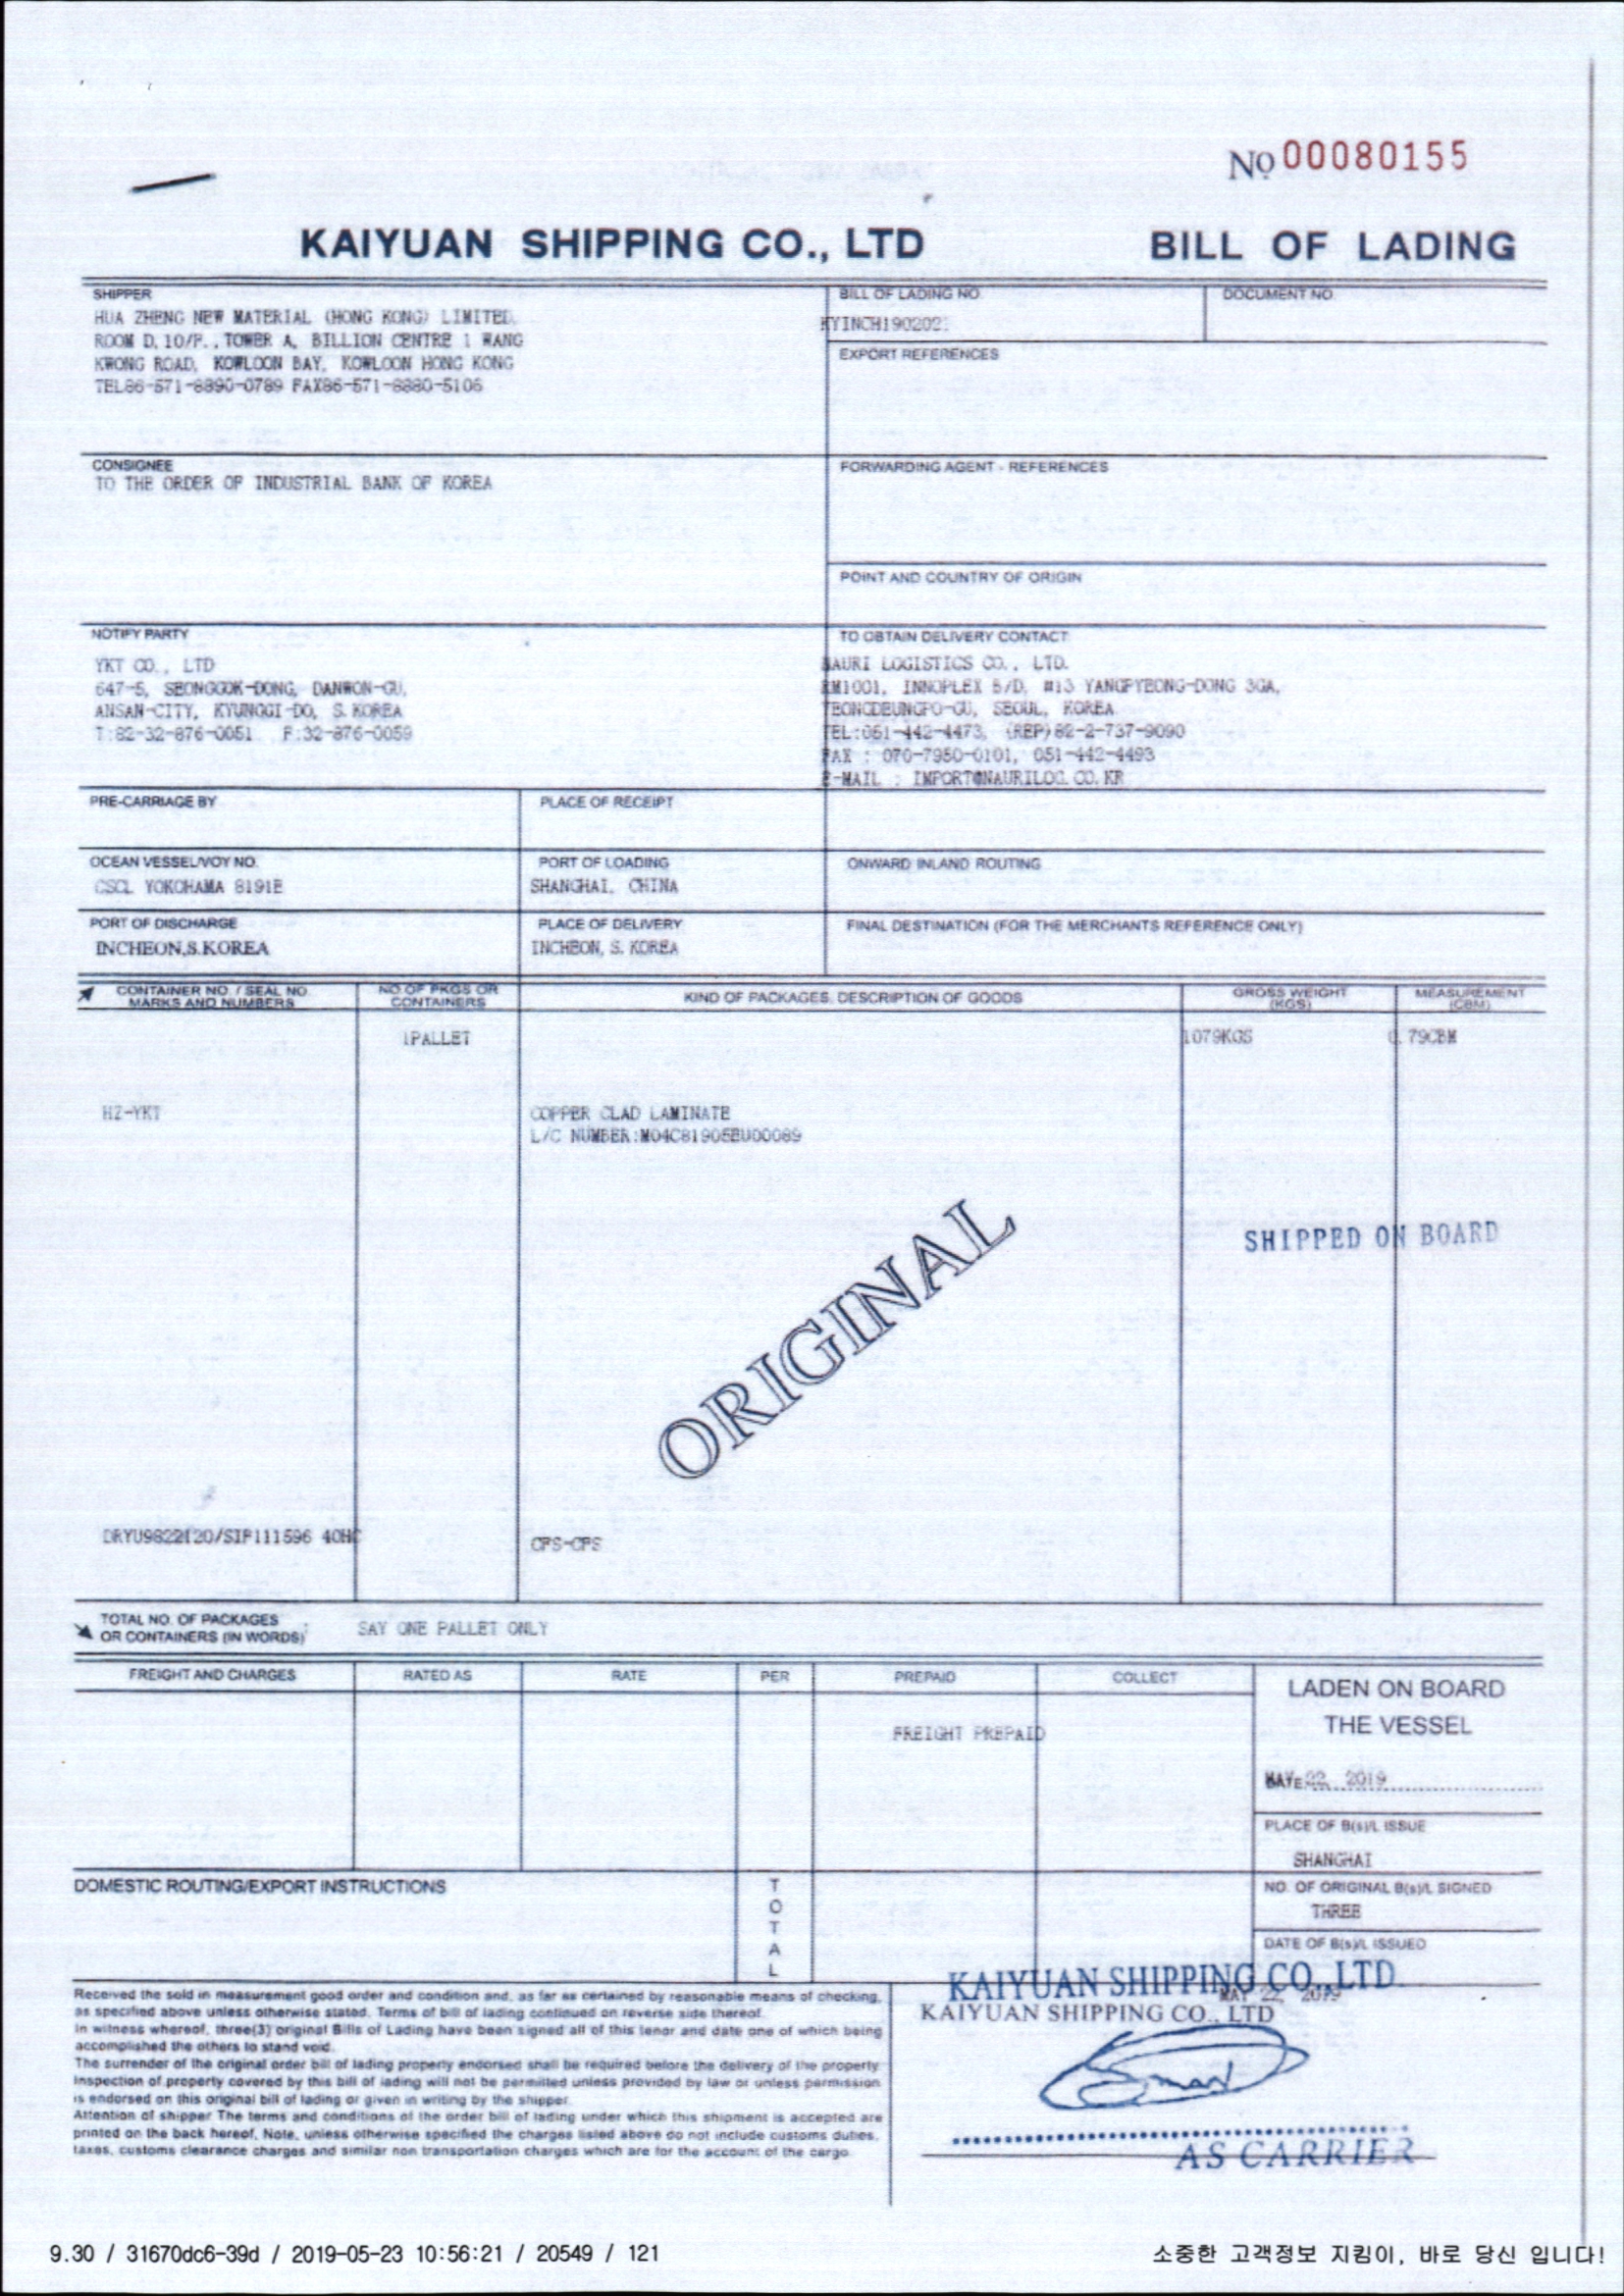 No 00080155
KAIYUAN SHIPPING CO., LTD
BILL OF LADING
SHIPPER
HUA ZHENG NEW MATERIAL (HONG KONG) LIMITED.
ROOM D, 10/F., TOWER A, BILLION CENTRE 1 WANG
KWONG ROAD, KOWLOON BAY, KOWLOON HONG KONG
TEL86-571-8890-0789 FAX86-571-8880-5106
BILL OF LADING NO.
DOCUMENT NO.
EXPORT REFERENCES
CONSIGNEE
TO THE ORDER OF INDUSTRIAL BANK OF KOREA
FORWARDING AGENT - REFERENCES
POINT AND COUNTRY OF ORIGIN
NOTIFY PARTY
YKT CO., LTD
647-5, SEONGGOK-DONG, DANWON-GU,
ANSAN-CITY, KYUNGGI-DO, S.KOREA
T:82-32-876-0051 F:32-876-0059
TO OBTAIN DELIVERY CONTACT
NAURI LOGISTICS CO., LTD.
RM1001, INNOPLEX B/D, #13 YANGPYEONG-DONG 3GA,
YEONGDEUNGPO-GU, SEOUL, KOREA
TEL:051-442-4473, (REP)82-2-737-9090
FAX : 070-7950-0101, 051-442-4493
E-MAIL : IMPORT@NAURILOG.CO.KR
PRE-CARRIAGE BY
PLACE OF RECEIPT
OCEAN VESSEL/VOY NO.
CSCL YOKOHAMA 8191E
PORT OF LOADING
SHANGHAI, CHINA
ONWARD INLAND ROUTING
PORT OF DISCHARGE
INCHEON,S.KOREA
PLACE OF DELIVERY
INCHEON, S.KOREA
FINAL DESTINATION (FOR THE MERCHANTS REFERENCE ONLY)
CONTAINER NO. / SEAL NO.
MARKS AND NUMBERS
NO.OF PKGS OR
CONTAINERS
KIND OF PACKAGES, DESCRIPTION OF GOODS
GROSS WEIGHT
(KGS)
MEASUREMENT
(CBM)
1PALLET
1079KGS
0.79CBM
HZ-YKT
COPPER CLAD LAMINATE
L/C NUMBER:M04C81905EU00089
SHIPPED ON BOARD
ORIGINAL
DRYU9822120/SIF111596 40HC
CFS-CFS
TOTAL NO. OF PACKAGES
OR CONTAINERS (IN WORDS)
SAY ONE PALLET ONLY
FREIGHT AND CHARGES
RATED AS
RATE
PER
PREPAID
COLLECT
FREIGHT PREPAID
LADEN ON BOARD
THE VESSEL
DATE MAY 22, 2019
PLACE OF B(s)/L ISSUE
SHANGHAI
NO. OF ORIGINAL B(s)/L SIGNED
THREE
DATE OF B(s)/L ISSUED
MAY 22, 2019
DOMESTIC ROUTING/EXPORT INSTRUCTIONS
TOTAL
Received the sold in measurement good order and condition and, as far as certained by reasonable means of checking,
as specified above unless otherwise stated. Terms of bill of lading continued on reverse side thereof.
In witness whereof, three(3) original Bills of Lading have been signed all of this tenor and date one of which being
accomplished the others to stand void.
The surrender of the original order bill of lading property endorsed shall be required before the delivery of the property.
Inspection of property covered by this bill of lading will not be permitted unless provided by law or unless permission
is endorsed on this original bill of lading or given in writing by the shipper.
Attention of shipper The terms and conditions of the order bill of lading under which this shipment is accepted are
printed on the back hereof. Note, unless otherwise specified the charges listed above do not include customs duties,
taxes, customs clearance charges and similar non transportation charges which are for the account of the cargo.
KAIYUAN SHIPPING CO.,LTD.
KAIYUAN SHIPPING CO., LTD
AS CARRIER
9.30 / 31670dc6-39d / 2019-05-23 10:56:21 / 20549 / 121
소중한 고객정보 지킴이, 바로 당신 입니다!